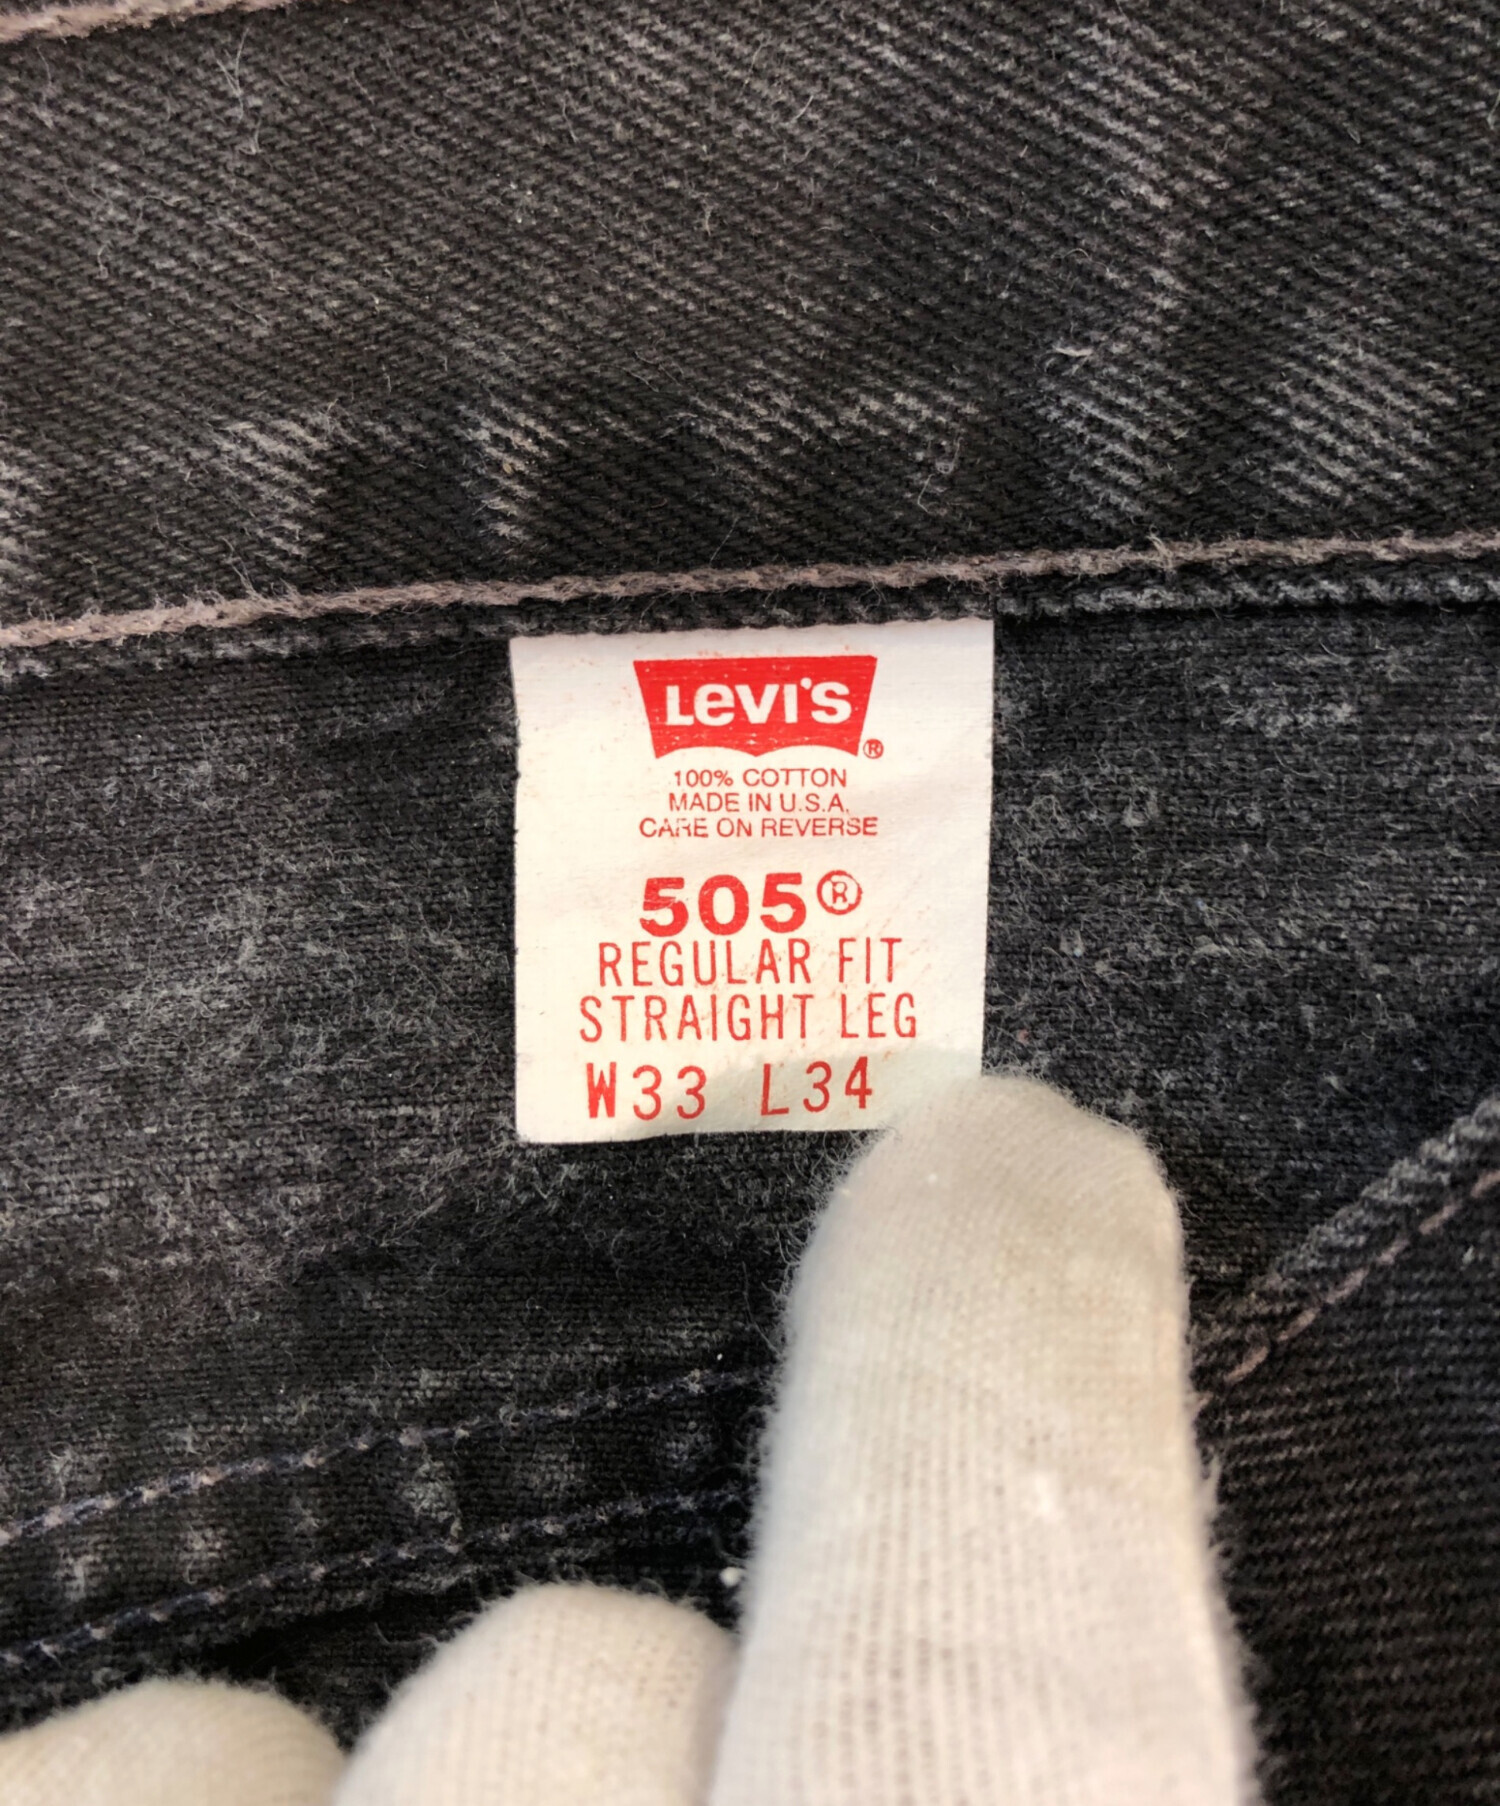 LEVI'S®
100% COTTON
MADE IN U.S.A.
CARE ON REVERSE
505®
REGULAR FIT
STRAIGHT LEG
W33 L34